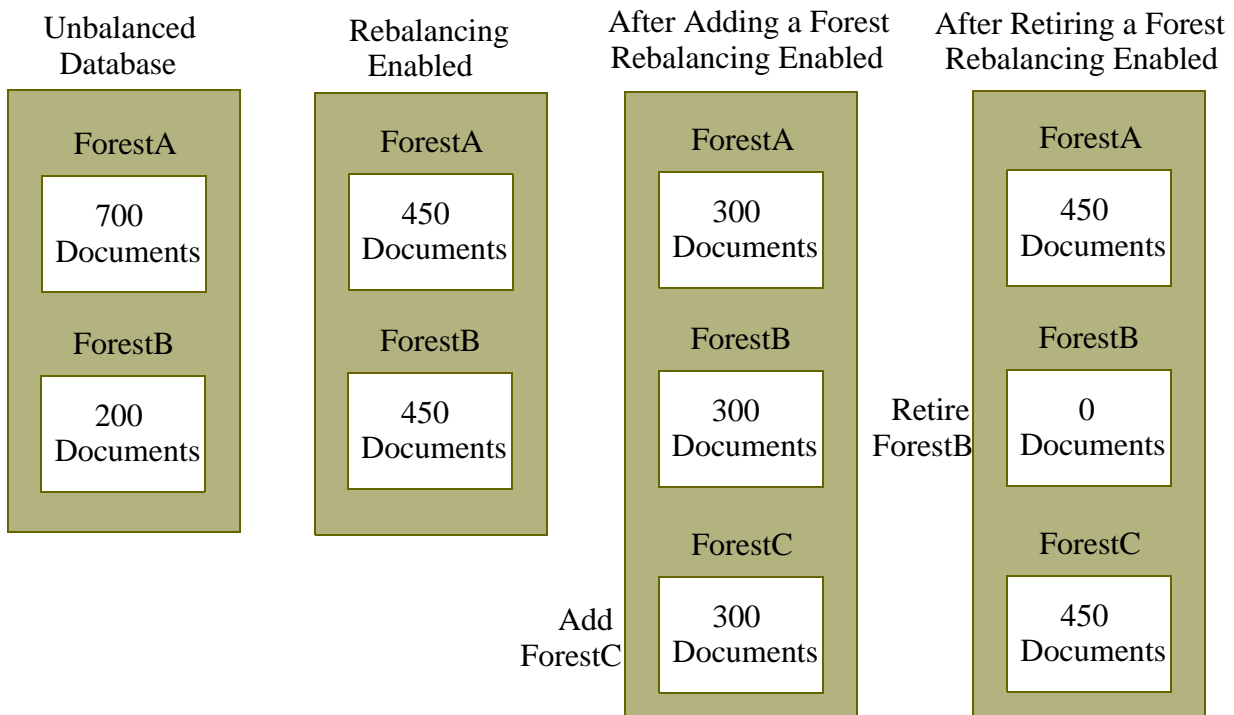 Unbalanced
Database
ForestA
700
Documents
ForestB
200
Documents
Rebalancing
Enabled
ForestA
450
Documents
ForestB
450
Documents
After Adding a Forest
Rebalancing Enabled
ForestA
300
Documents
ForestB
300
Documents
Add
ForestC
ForestC
300
Documents
After Retiring a Forest
Rebalancing Enabled
ForestA
450
Documents
Retire
ForestB
ForestB
0
Documents
ForestC
450
Documents